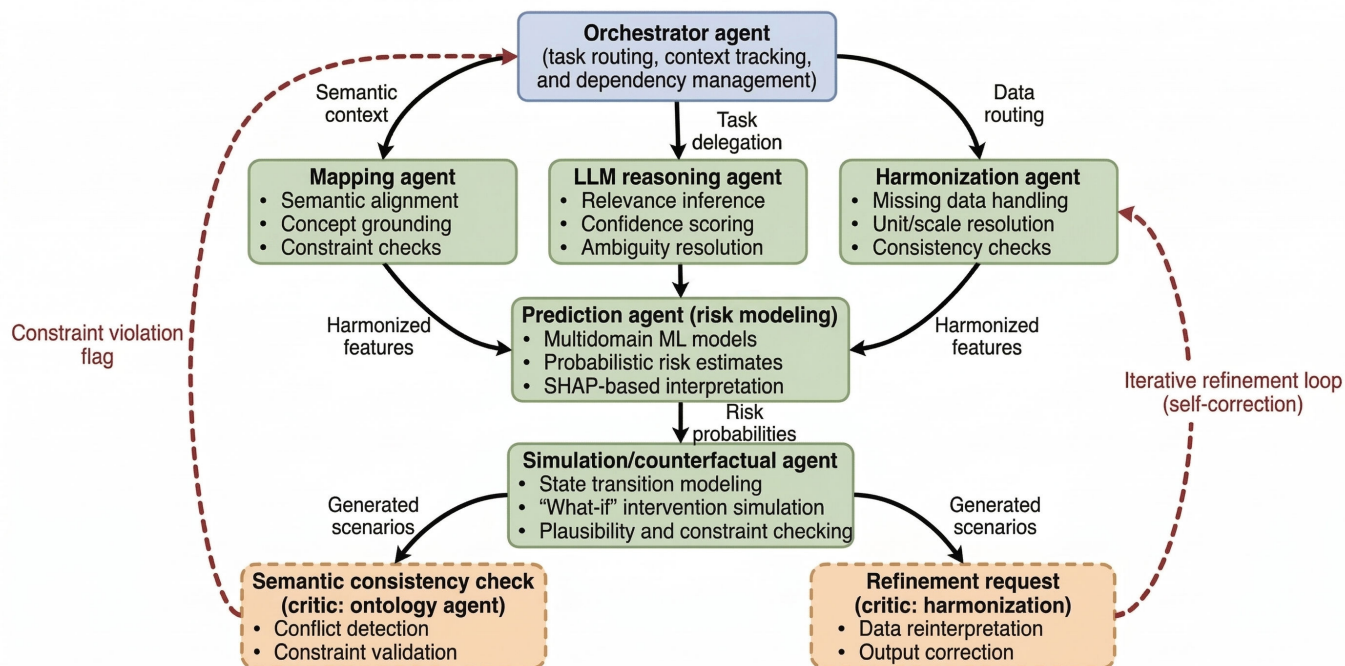 Orchestrator agent
(task routing, context tracking,
and dependency management)
Semantic
context
Task
delegation
Data
routing
Mapping agent
• Semantic alignment
• Concept grounding
• Constraint checks
LLM reasoning agent
• Relevance inference
• Confidence scoring
• Ambiguity resolution
Harmonization agent
• Missing data handling
• Unit/scale resolution
• Consistency checks
Constraint violation
flag
Harmonized
features
Prediction agent (risk modeling)
• Multidomain ML models
• Probabilistic risk estimates
• SHAP-based interpretation
Harmonized
features
Iterative refinement loop
(self-correction)
Risk
probabilities
Simulation/counterfactual agent
• State transition modeling
• “What-if” intervention simulation
• Plausibility and constraint checking
Generated
scenarios
Generated
scenarios
Semantic consistency check
(critic: ontology agent)
• Conflict detection
• Constraint validation
Refinement request
(critic: harmonization)
• Data reinterpretation
• Output correction